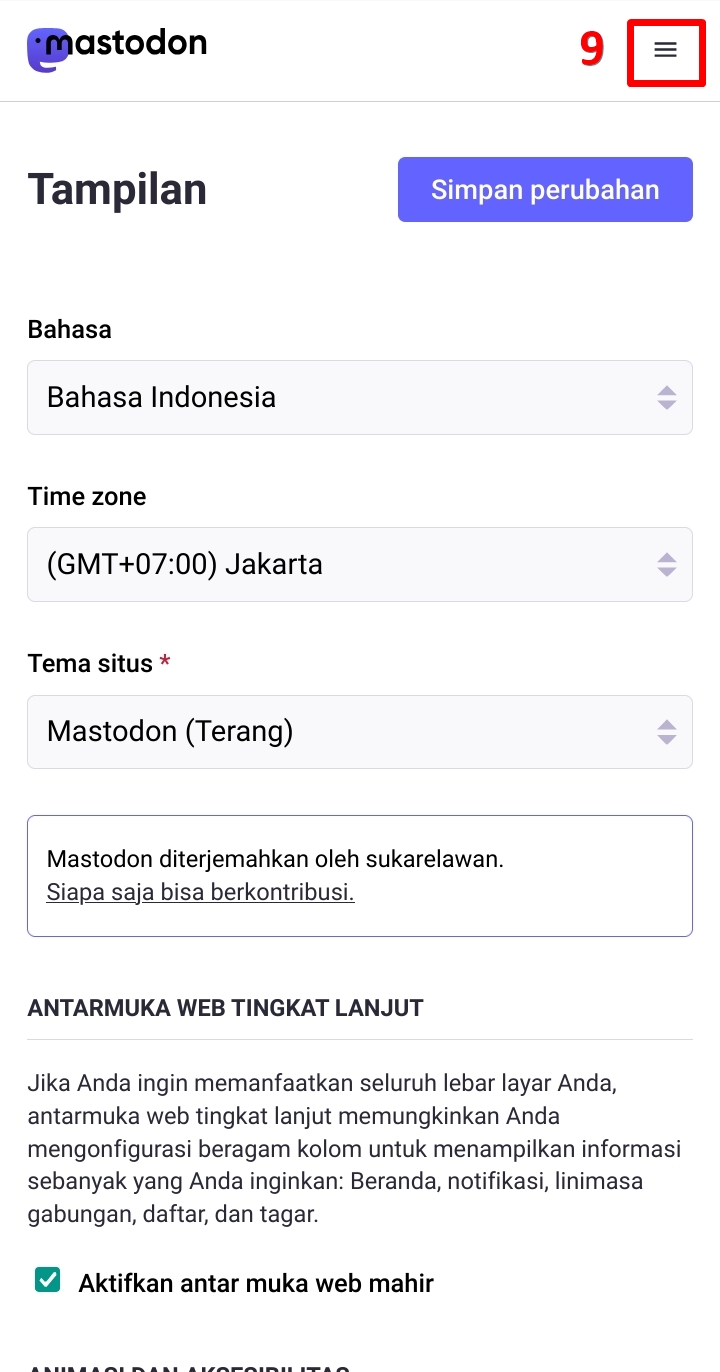 mastodon
9
Tampilan
Simpan perubahan
Bahasa
Bahasa Indonesia
Time zone
(GMT+07:00) Jakarta
Tema situs *
Mastodon (Terang)
Mastodon diterjemahkan oleh sukarelawan.
Siapa saja bisa berkontribusi.
ANTARMUKA WEB TINGKAT LANJUT
Jika Anda ingin memanfaatkan seluruh lebar layar Anda,
antarmuka web tingkat lanjut memungkinkan Anda
mengonfigurasi beragam kolom untuk menampilkan informasi
sebanyak yang Anda inginkan: Beranda, notifikasi, linimasa
gabungan, daftar, dan tagar.
Aktifkan antar muka web mahir
ANIMASI DAN AKSESIBILITAS